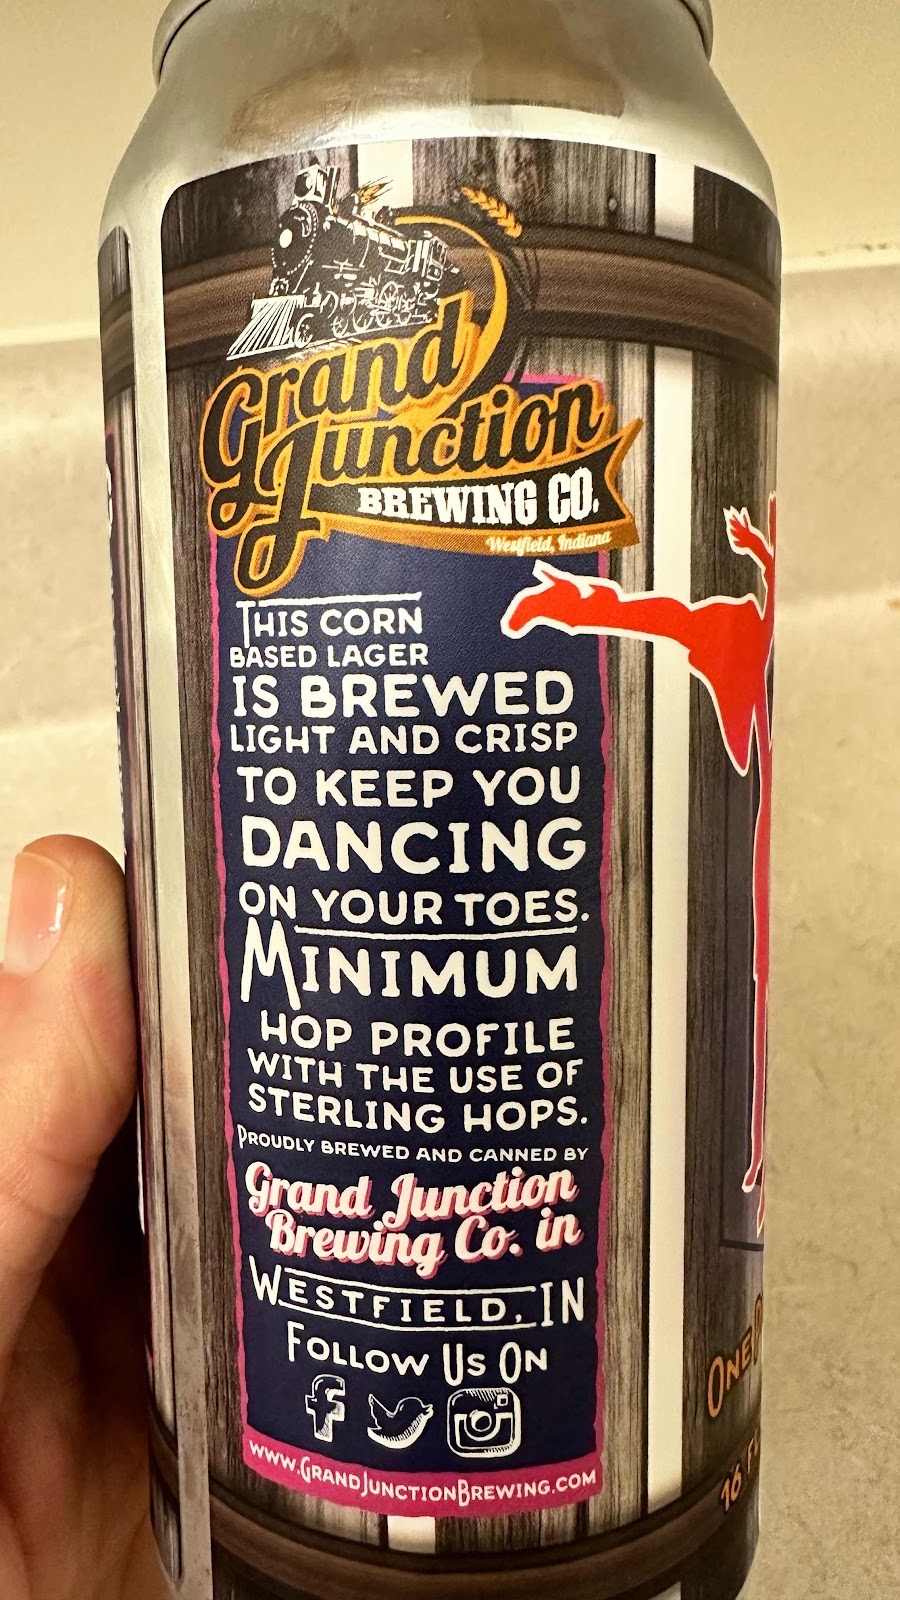 Grand
Junction
BREWING CO.
Westfield, Indiana
THIS CORN
BASED LAGER
IS BREWED
LIGHT AND CRISP
TO KEEP YOU
DANCING
ON YOUR TOES.
MINIMUM
HOP PROFILE
WITH THE USE OF
STERLING HOPS.
PROUDLY BREWED AND CANNED BY
Grand Junction
Brewing Co. in
WESTFIELD, IN
FOLLOW US ON
WWW.GRANDJUNCTIONBREWING.COM
ONE
16